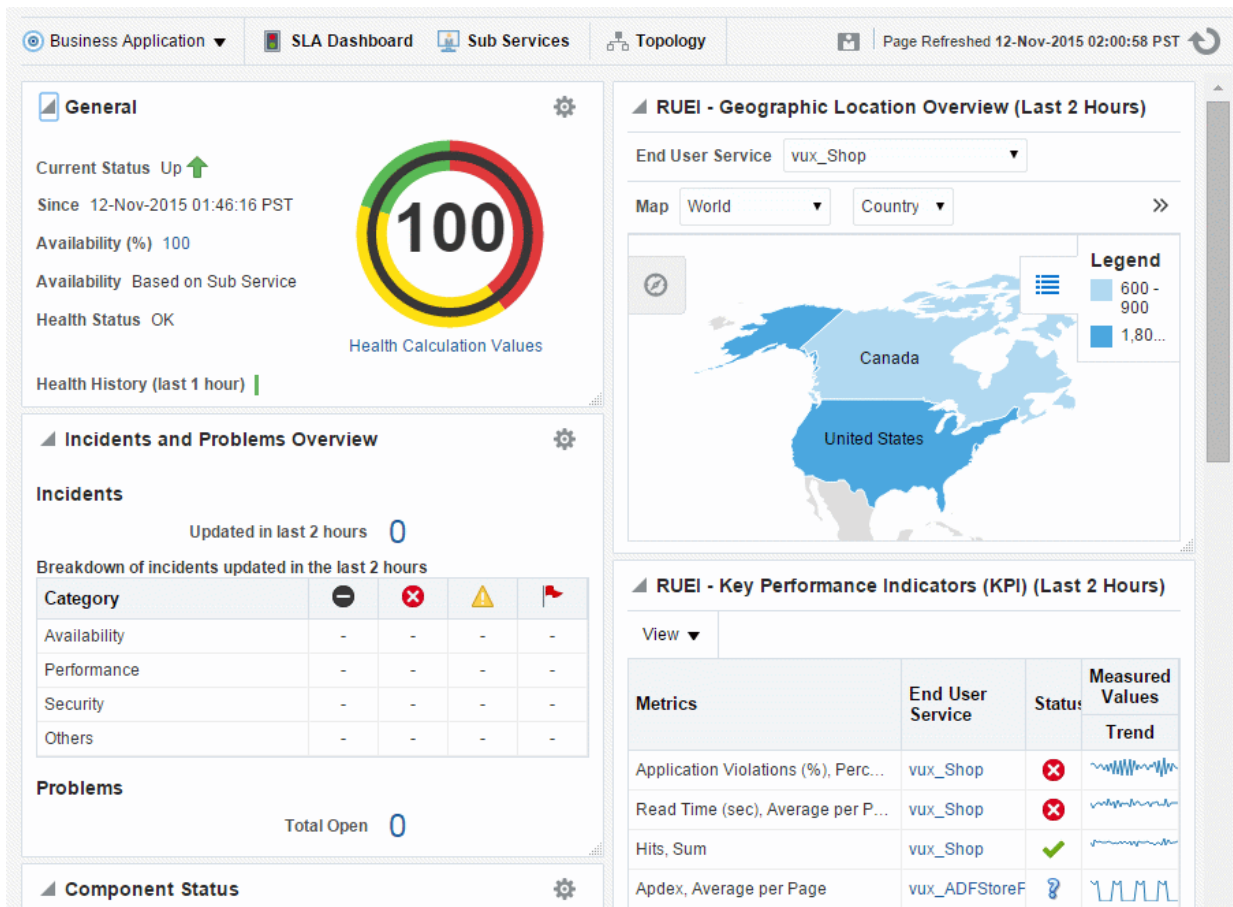 Business Application SLA Dashboard Sub Services Topology Page Refreshed 12-Nov-2015 02:00:58 PST
General
Current Status Up
Since 12-Nov-2015 01:46:16 PST
Availability (%) 100
Availability Based on Sub Service
Health Status OK
100
Health Calculation Values
Health History (last 1 hour)
Incidents and Problems Overview
Incidents
Updated in last 2 hours 0
Breakdown of incidents updated in the last 2 hours
Category
Availability - - - -
Performance - - - -
Security - - - -
Others - - - -
Problems
Total Open 0
Component Status
RUEI - Geographic Location Overview (Last 2 Hours)
End User Service vux_Shop
Map World Country
Legend
600 -
900
1,80...
Canada
United States
RUEI - Key Performance Indicators (KPI) (Last 2 Hours)
View
Metrics End User Service Status Measured Values
Trend
Application Violations (%), Perc... vux_Shop
Read Time (sec), Average per P... vux_Shop
Hits, Sum vux_Shop
Apdex, Average per Page vux_ADFStoreF